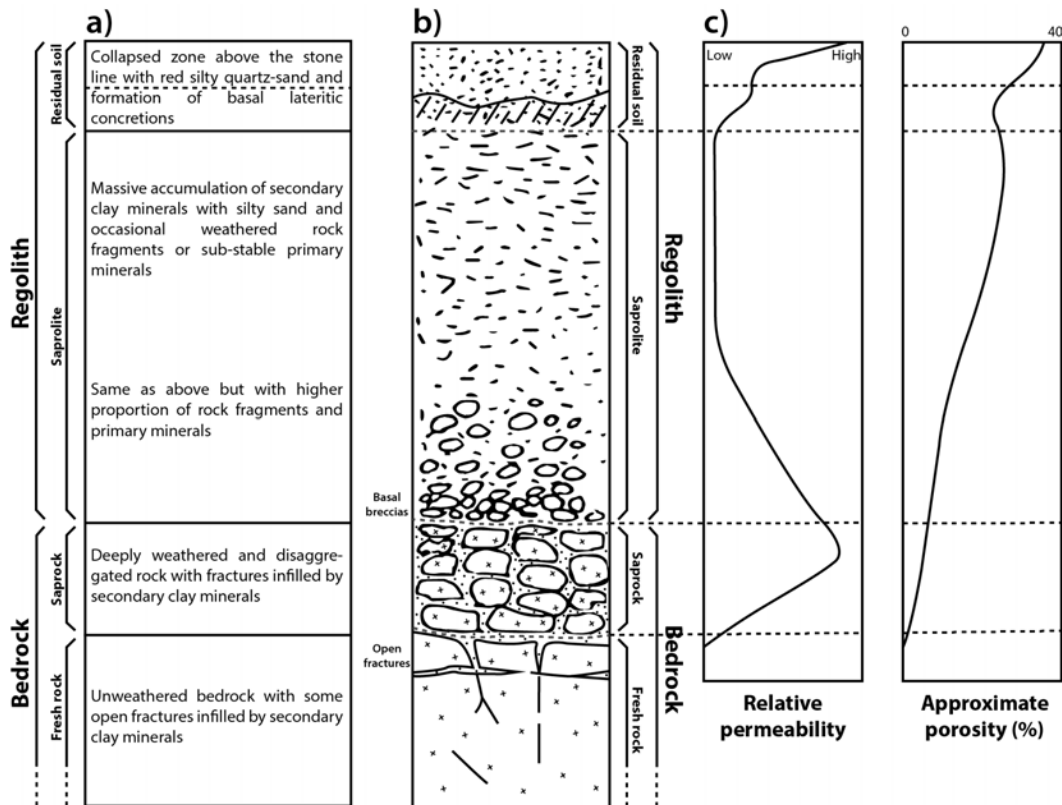 a)
b)
c)
Regolith
Residual soil
Saprolite
Collapsed zone above the stone
line with red silty quartz-sand and
formation of basal lateritic
concretions
Massive accumulation of secondary
clay minerals with silty sand and
occasional weathered rock
fragments or sub-stable primary
minerals
Same as above but with higher
proportion of rock fragments and
primary minerals
Bedrock
Saprock
Fresh rock
Deeply weathered and disaggre-
gated rock with fractures infilled by
secondary clay minerals
Unweathered bedrock with some
open fractures infilled by secondary
clay minerals
Basal
breccias
Open
fractures
Residual soil
Saprolite
Regolith
Saprock
Fresh rock
Bedrock
Low
High
Relative
permeability
0
40
Approximate
porosity (%)